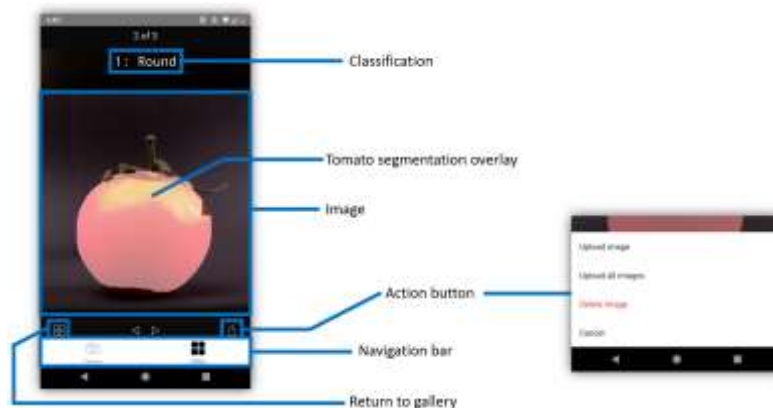 1: Round
Classification
Tomato segmentation overlay
Image
Action button
Navigation bar
Return to gallery
Upload image
Upload all images
Delete image
Cancel